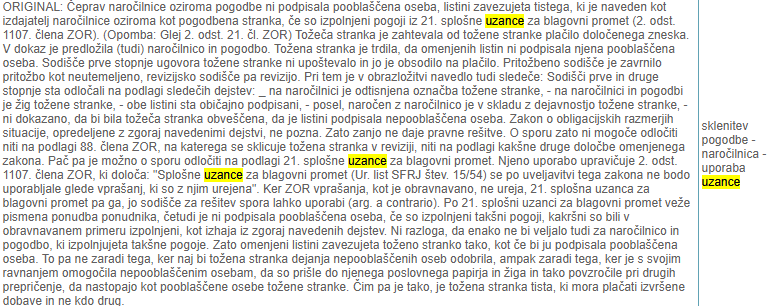 ORIGINAL: Čeprav naročilnice oziroma pogodbe ni podpisala pooblaščena oseba, listini zavezujeta tistega, ki je naveden kot
izdajatelj naročilnice oziroma kot pogodbena stranka, če so izpolnjeni pogoji iz 21. splošne uzance za blagovni promet (2. odst.
1107. člena ZOR). (Opomba: Glej 2. odst. 21. čl. ZOR) Tožeča stranka je zahtevala od tožene stranke plačilo določenega zneska.
V dokaz je predložila (tudi) naročilnico in pogodbo. Tožena stranka je trdila, da omenjenih listin ni podpisala njena pooblaščena
oseba. Sodišče prve stopnje ugovora tožene stranke ni upoštevalo in jo je obsodilo na plačilo. Pritožbeno sodišče je zavrnilo
pritožbo kot neutemeljeno, revizijsko sodišče pa revizijo. Pri tem je v obrazložitvi navedlo tudi sledeče: Sodišči prve in druge
stopnje sta odločali na podlagi sledečih dejstev: _ na naročilnici je odtisnjena označba tožene stranke, - na naročilnici in pogodbi
je žig tožene stranke, - obe listini sta običajno podpisani, - posel, naročen z naročilnico je v skladu z dejavnostjo tožene stranke, -
ni dokazano, da bi bila tožeča stranka obveščena, da je listini podpisala nepooblaščena oseba. Zakon o obligacijskih razmerjih
situacije, opredeljene z zgoraj navedenimi dejstvi, ne pozna. Zato zanjo ne daje pravne rešitve. O sporu zato ni mogoče odločiti
niti na podlagi 88. člena ZOR, na katerega se sklicuje tožena stranka v reviziji, niti na podlagi kakšne druge določbe omenjenega
zakona. Pač pa je možno o sporu odločiti na podlagi 21. splošne uzance za blagovni promet. Njeno uporabo upravičuje 2. odst.
1107. člena ZOR, ki določa: "Splošne uzance za blagovni promet (Ur. list SFRJ štev. 15/54) se po uveljavitvi tega zakona ne bodo
uporabljale glede vprašanj, ki so z njim urejena". Ker ZOR vprašanja, kot je obravnavano, ne ureja, 21. splošna uzanca za
blagovni promet pa ga, jo sodišče za rešitev spora lahko uporabi (arg. a contrario). Po 21. splošni uzanci za blagovni promet veže
pismena ponudba ponudnika, četudi je ni podpisala pooblaščena oseba, če so izpolnjeni takšni pogoji, kakršni so bili v
obravnavanem primeru izpolnjeni, kot izhaja iz zgoraj navedenih dejstev. Ni razloga, da enako ne bi veljalo tudi za naročilnico in
pogodbo, ki izpolnjujeta takšne pogoje. Zato omenjeni listini zavezujeta toženo stranko tako, kot če bi ju podpisala pooblaščena
oseba. To pa ne zaradi tega, ker naj bi tožena stranka dejanja nepooblaščenih oseb odobrila, ampak zaradi tega, ker je s svojim
ravnanjem omogočila nepooblaščenim osebam, da so prišle do njenega poslovnega papirja in žiga in tako povzročile pri drugih
prepričenje, da nastopajo kot pooblaščene osebe tožene stranke. Čim pa je tako, je tožena stranka tista, ki mora plačati izvršene
dobave in ne kdo drug.
sklenitev
pogodbe -
naročilnica -
uporaba
uzance